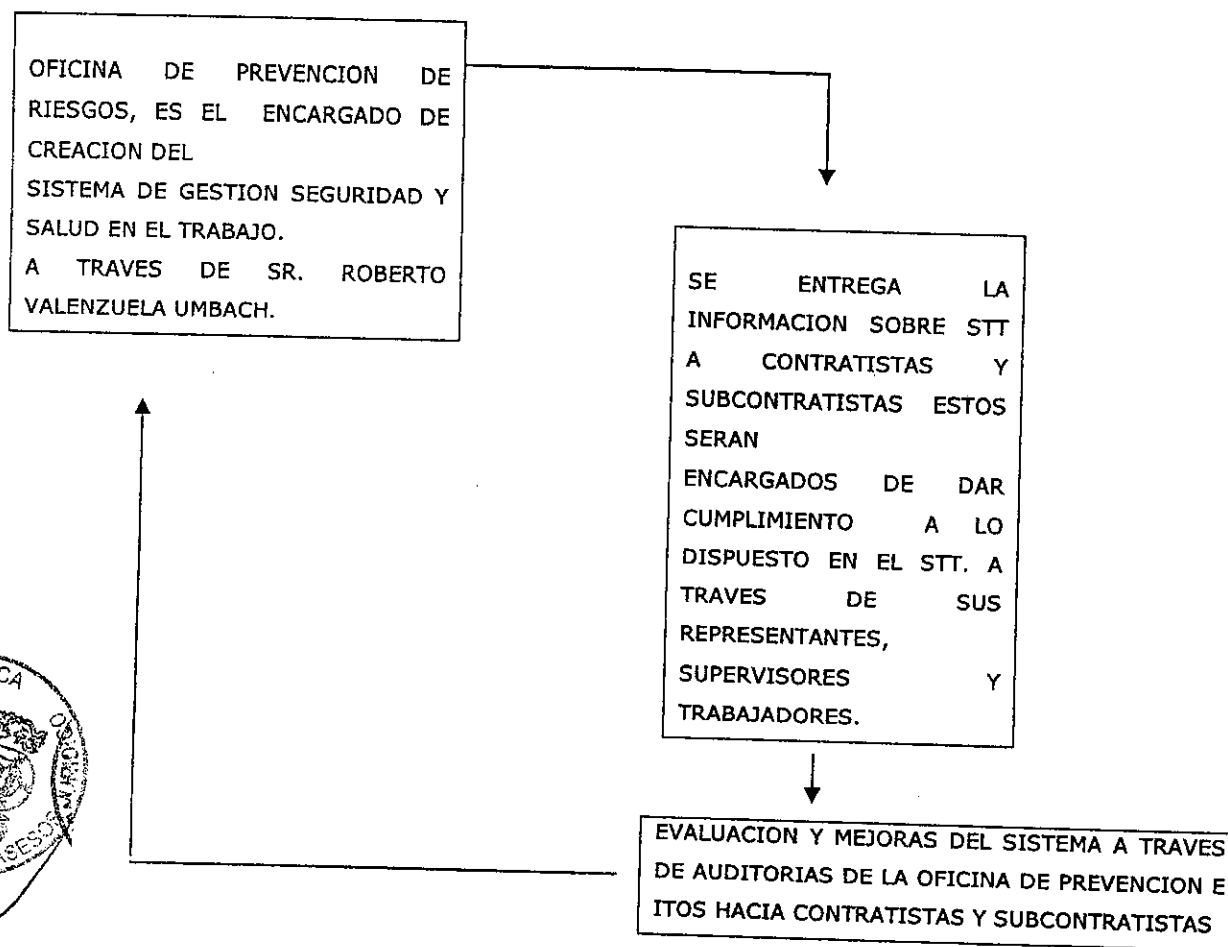 OFICINA DE PREVENCION DE
RIESGOS, ES EL ENCARGADO DE
CREACION DEL
SISTEMA DE GESTION SEGURIDAD Y
SALUD EN EL TRABAJO.
A TRAVES DE SR. ROBERTO
VALENZUELA UMBACH.
SE ENTREGA LA
INFORMACION SOBRE STT
A CONTRATISTAS Y
SUBCONTRATISTAS ESTOS
SERAN
ENCARGADOS DE DAR
CUMPLIMIENTO A LO
DISPUESTO EN EL STT. A
TRAVES DE SUS
REPRESENTANTES,
SUPERVISORES Y
TRABAJADORES.
EVALUACION Y MEJORAS DEL SISTEMA A TRAVES
DE AUDITORIAS DE LA OFICINA DE PREVENCION E
ITOS HACIA CONTRATISTAS Y SUBCONTRATISTAS